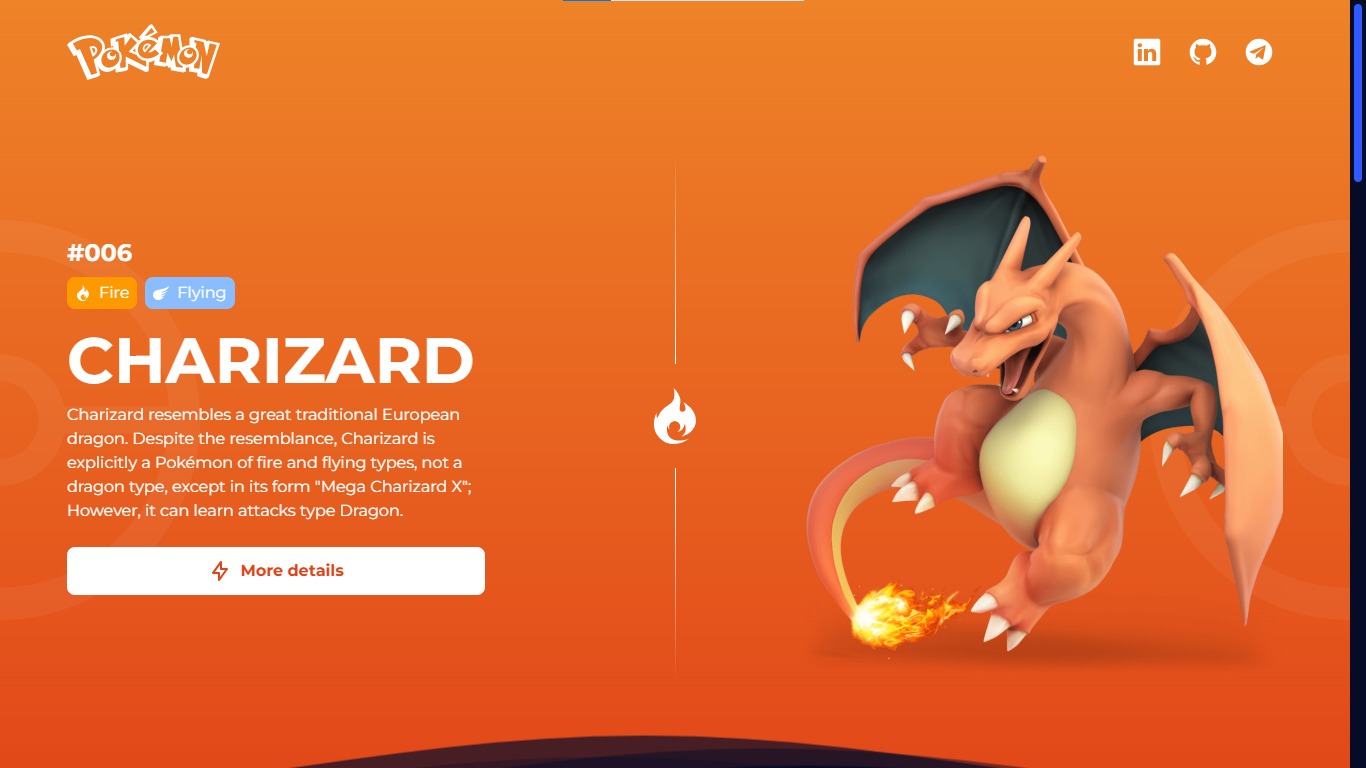 Pokémon
in
#006
Fire
Flying
CHARIZARD
Charizard resembles a great traditional European
dragon. Despite the resemblance, Charizard is
explicitly a Pokémon of fire and flying types, not a
dragon type, except in its form "Mega Charizard X";
However, it can learn attacks type Dragon.
More details